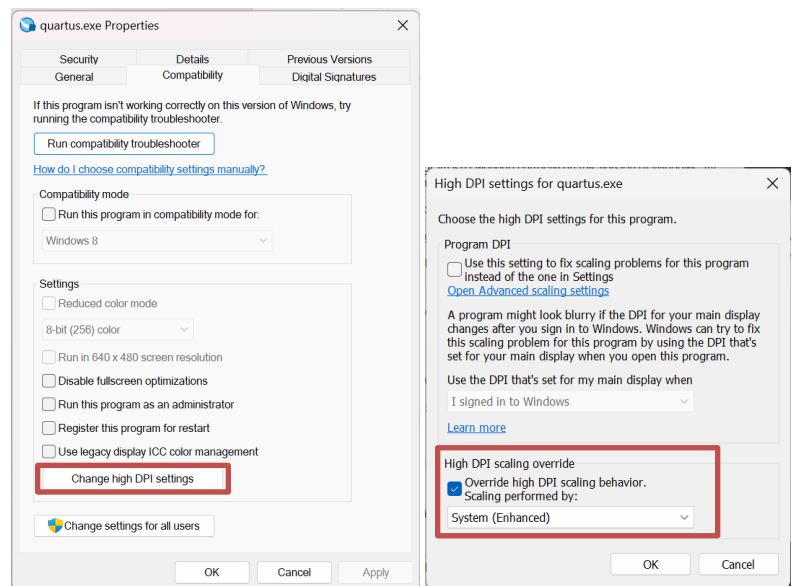 quartus.exe Properties
Security Details Previous Versions
General Compatibility Digital Signatures
If this program isn't working correctly on this version of Windows, try
running the compatibility troubleshooter.
Run compatibility troubleshooter
How do I choose compatibility settings manually?
Compatibility mode
Run this program in compatibility mode for:
Windows 8
Settings
Reduced color mode
8-bit (256) color
Run in 640 x 480 screen resolution
Disable fullscreen optimizations
Run this program as an administrator
Register this program for restart
Use legacy display ICC color management
Change high DPI settings
Change settings for all users
OK Cancel Apply
High DPI settings for quartus.exe
Choose the high DPI settings for this program.
Program DPI
Use this setting to fix scaling problems for this program
instead of the one in Settings
Open Advanced scaling settings
A program might look blurry if the DPI for your main display
changes after you sign in to Windows. Windows can try to fix
this scaling problem for this program by using the DPI that's
set for your main display when you open this program.
Use the DPI that's set for my main display when
I signed in to Windows
Learn more
High DPI scaling override
Override high DPI scaling behavior.
Scaling performed by:
System (Enhanced)
OK Cancel